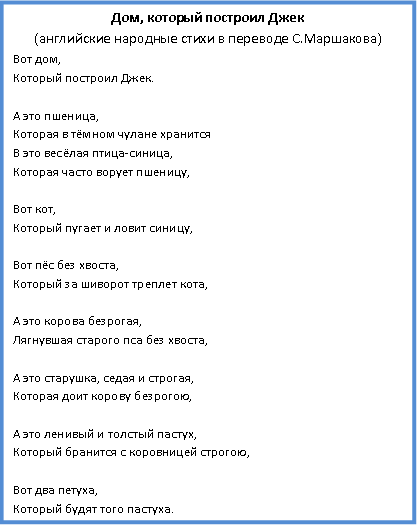 Дом, который построил Джек
(английские народные стихи в переводе С.Маршакова)
Вот дом,
Который построил Джек.
А это пшеница,
Которая в тёмном чулане хранится
В это весёлая птица-синица,
Которая часто ворует пшеницу,
Вот кот,
Который пугает и ловит синицу,
Вот пёс без хвоста,
Который за шиворот треплет кота,
А это корова безрогая,
Лягнувшая старого пса без хвоста,
А это старушка, седая и строгая,
Которая доит корову безрогою,
А это ленивый и толстый пастух,
Который бранится с коровницей строгою,
Вот два петуха,
Который будят того пастуха.